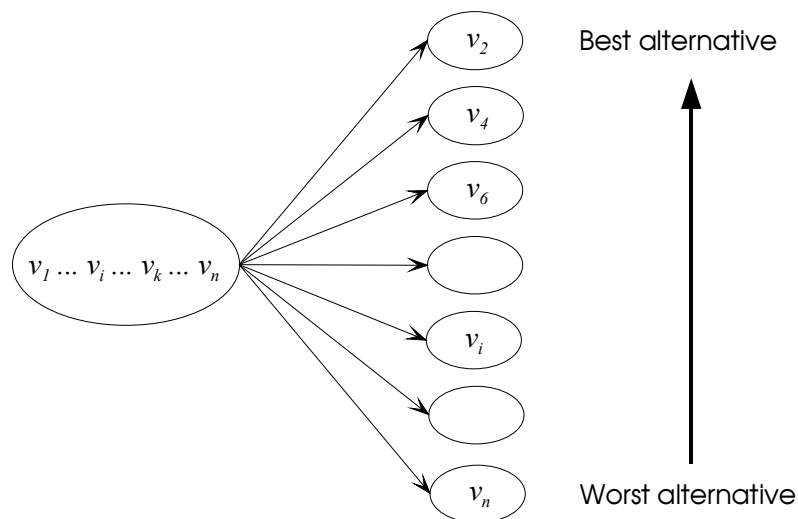 v₂ Best alternative
v₄
v₆
v₁ ... vᵢ ... vₖ ... vₙ
vᵢ
vₙ Worst alternative